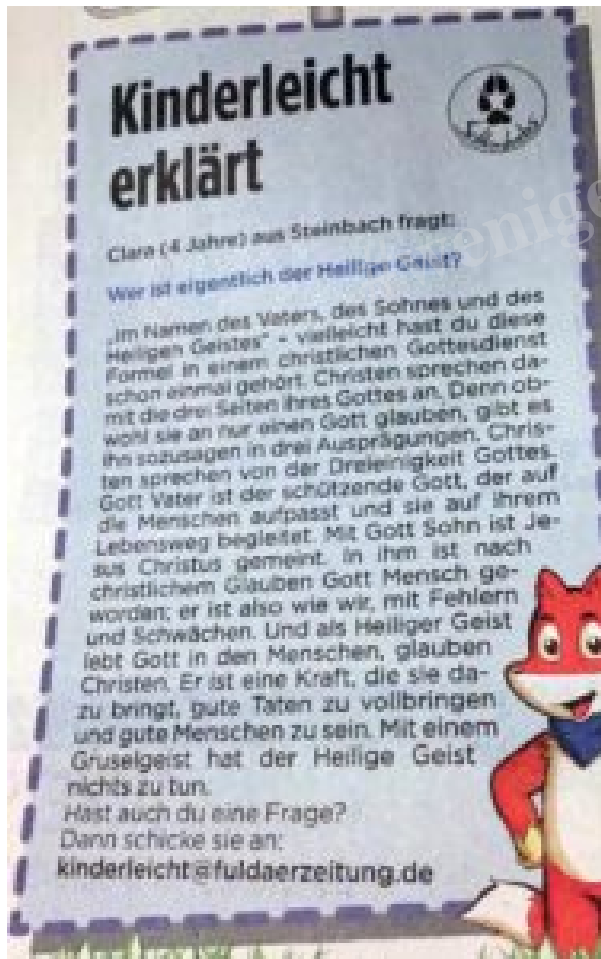 Kinderleicht
erklärt
Clara (4 Jahre) aus Steinbach fragt:
Wer ist eigentlich der Heilige Geist?
„Im Namen des Vaters, des Sohnes und des
Heiligen Geistes" – vielleicht hast du diese
Formel in einem christlichen Gottesdienst
schon einmal gehört. Christen sprechen da-
mit die drei Seiten ihres Gottes an. Denn ob-
wohl sie an nur einen Gott glauben, gibt es
ihn sozusagen in drei Ausprägungen. Chris-
ten sprechen von der Dreieinigkeit Gottes.
Gott Vater ist der schützende Gott, der auf
die Menschen aufpasst und sie auf ihrem
Lebensweg begleitet. Mit Gott Sohn ist Je-
sus Christus gemeint. In ihm ist nach
christlichem Glauben Gott Mensch ge-
worden; er ist also wie wir, mit Fehlern
und Schwächen. Und als Heiliger Geist
lebt Gott in den Menschen, glauben
Christen. Er ist eine Kraft, die sie da-
zu bringt, gute Taten zu vollbringen
und gute Menschen zu sein. Mit einem
Gruselgeist hat der Heilige Geist
nichts zu tun.
Hast auch du eine Frage?
Dann schicke sie an:
kinderleicht@fuldaerzeitung.de